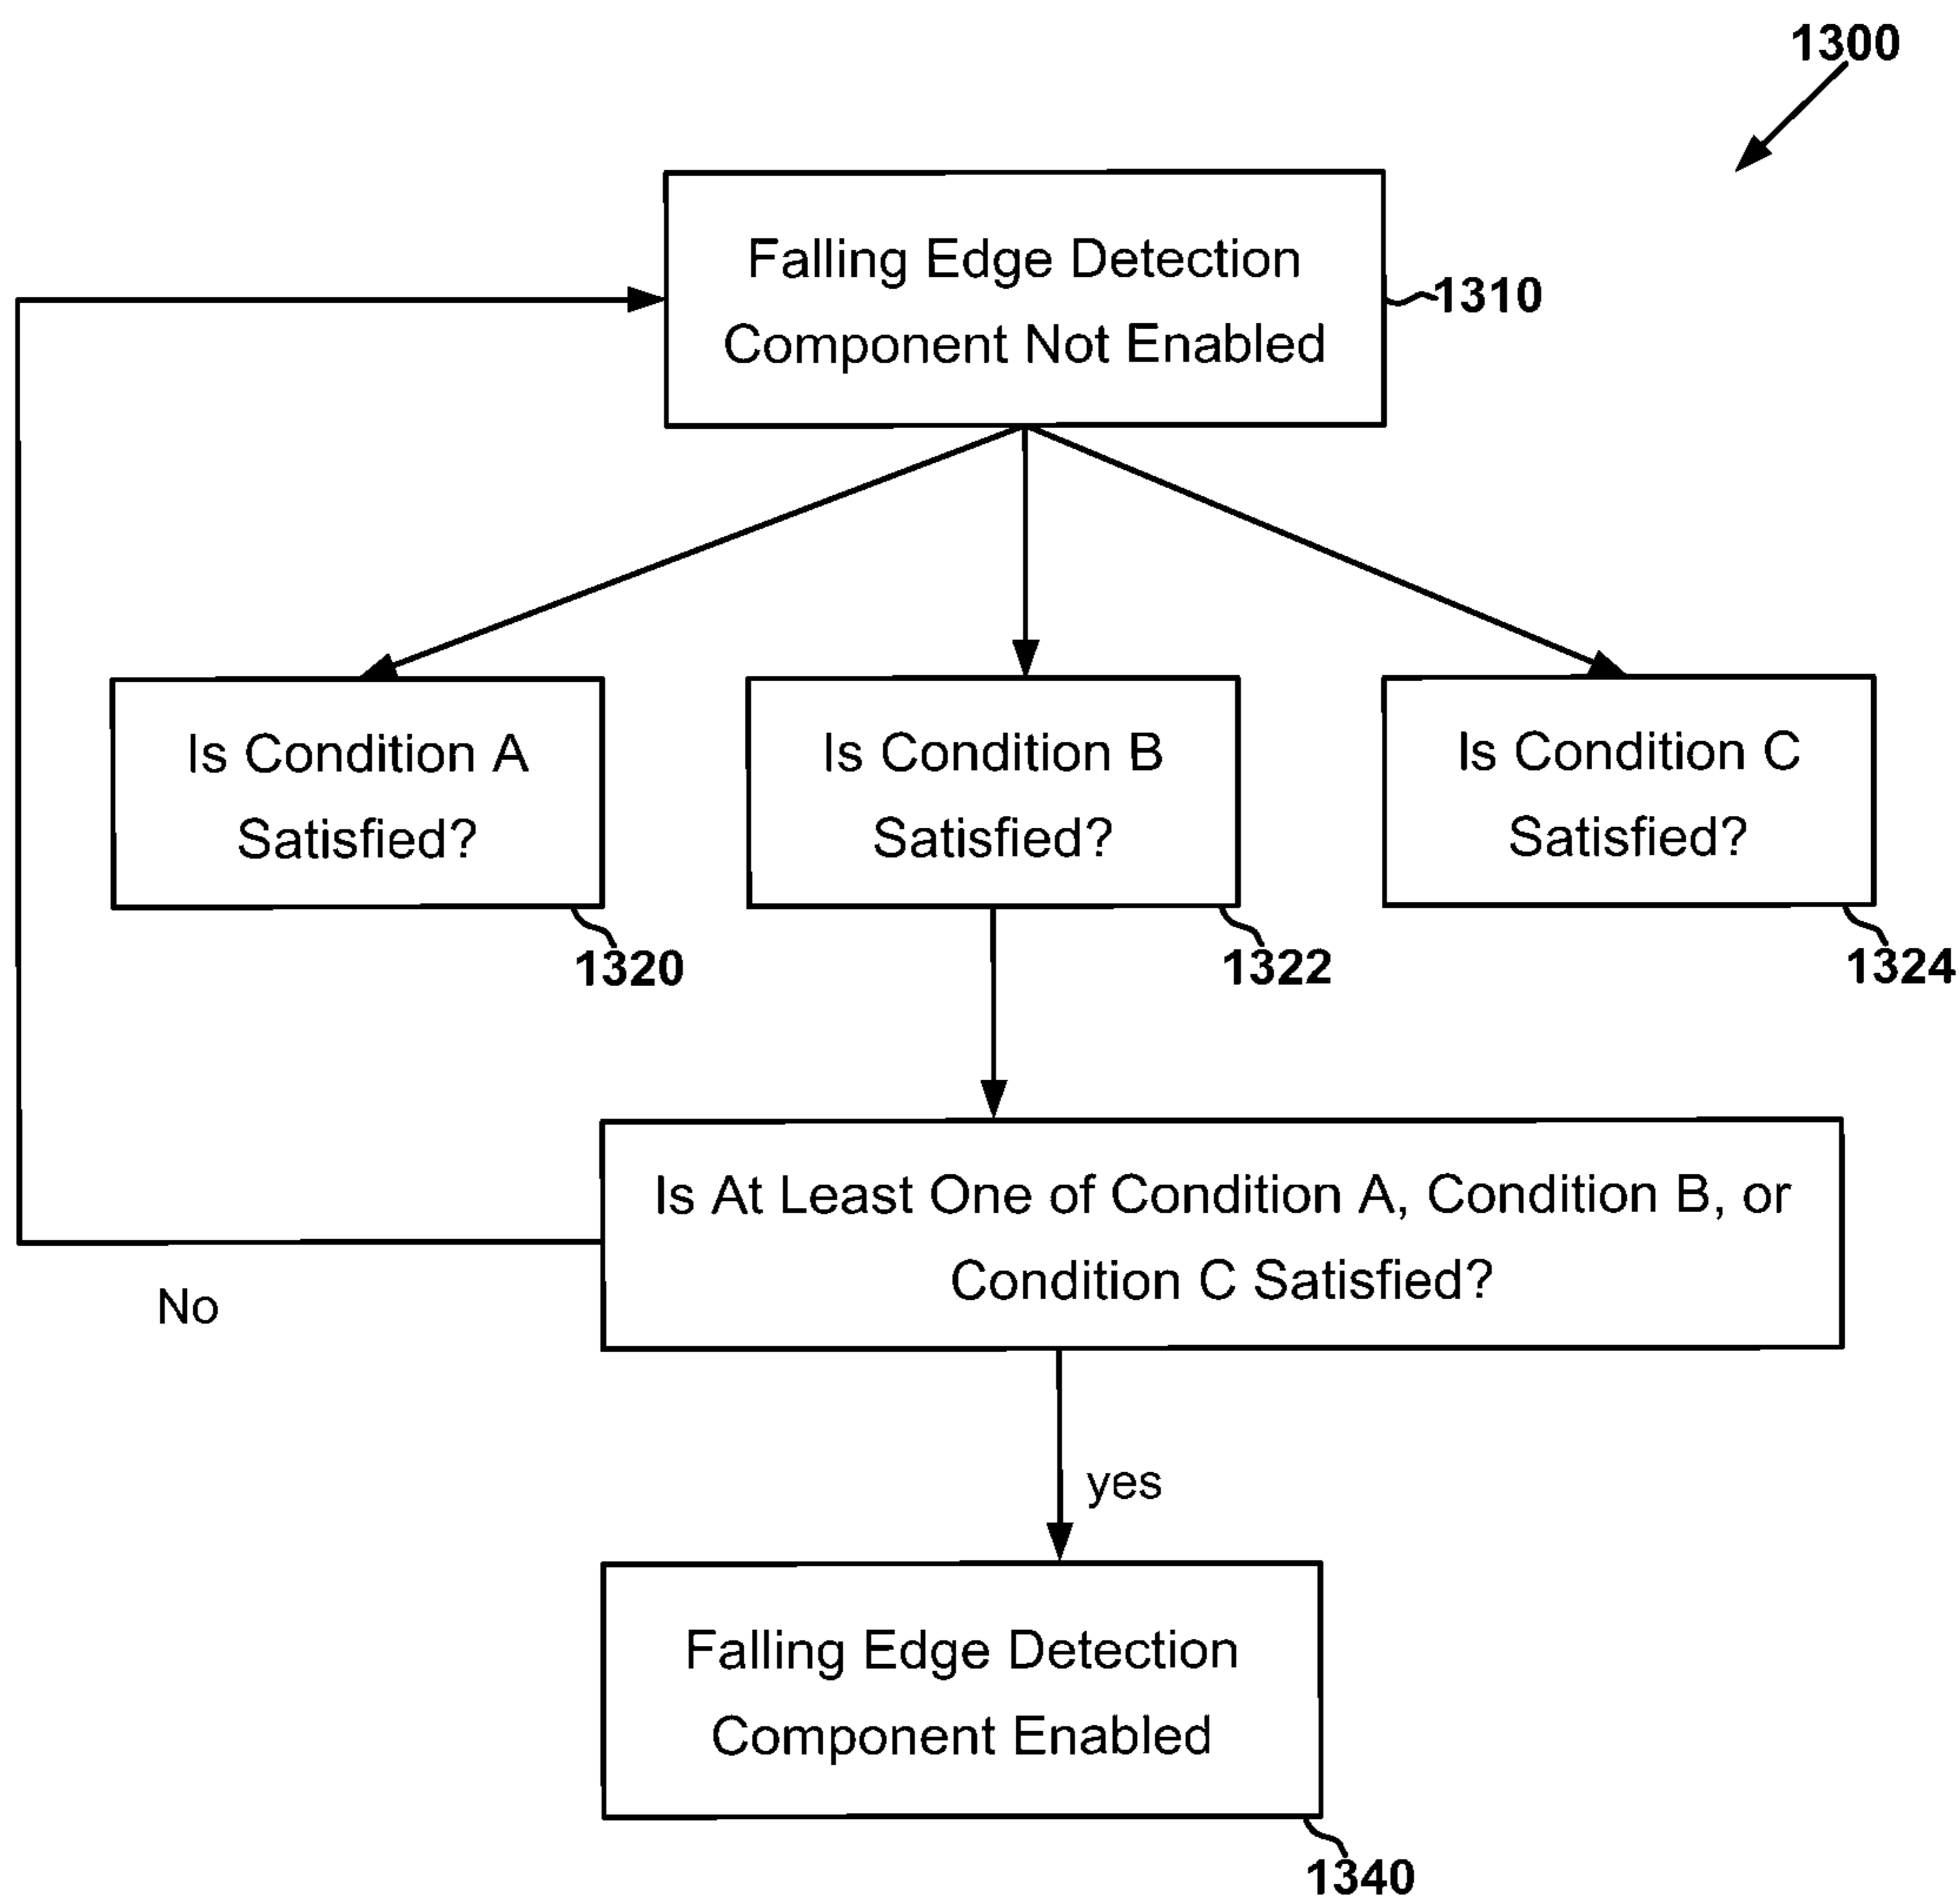 1300
Falling Edge Detection
Component Not Enabled
1310
Is Condition A
Satisfied?
1320
Is Condition B
Satisfied?
1322
Is Condition C
Satisfied?
1324
Is At Least One of Condition A, Condition B, or
Condition C Satisfied?
No
yes
Falling Edge Detection
Component Enabled
1340